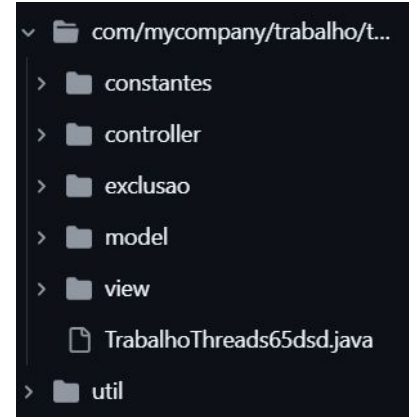 com/mycompany/trabalho/t...
constantes
controller
exclusao
model
view
TrabalhoThreads65dsd.java
util